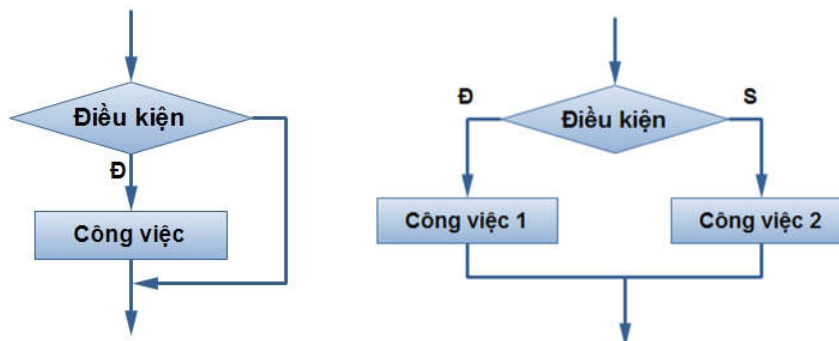 Điều kiện
Đ
Công việc
Đ
S
Điều kiện
Công việc 1
Công việc 2